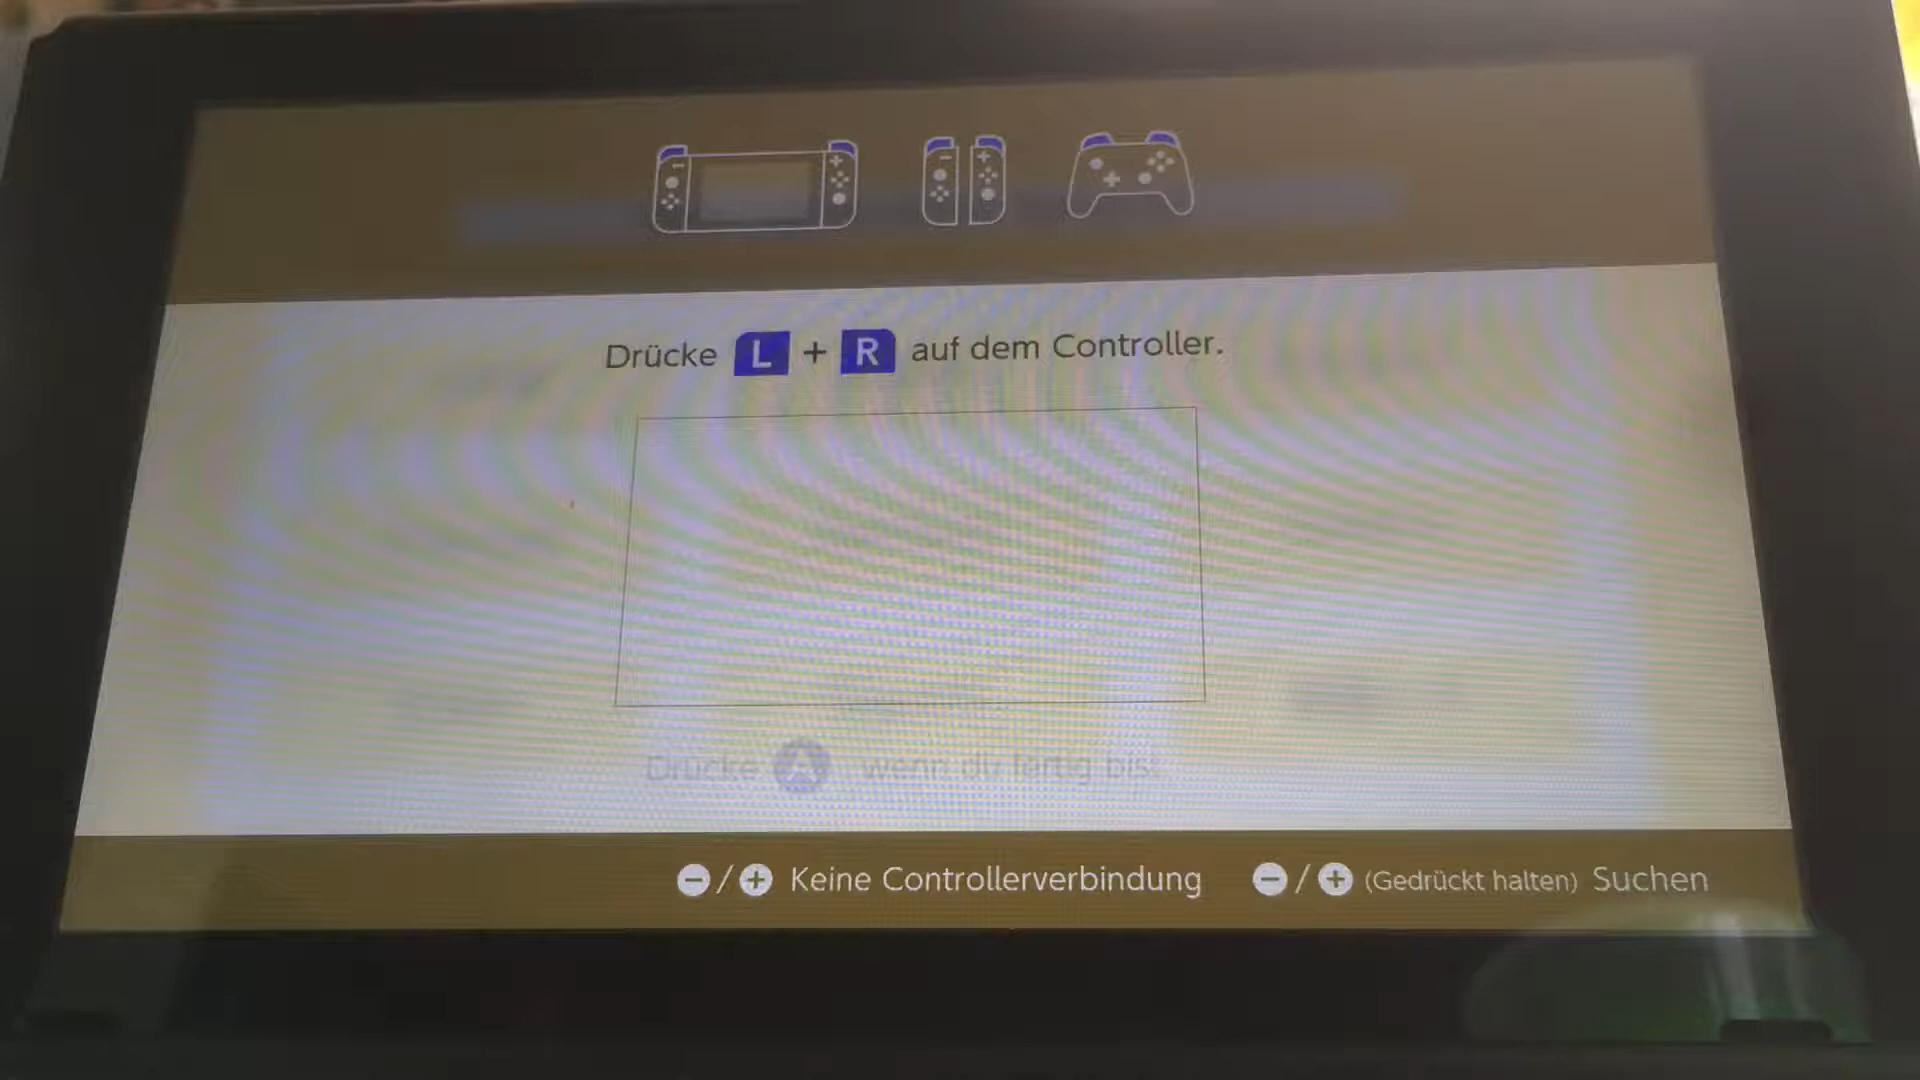 Drücke L + R auf dem Controller.
Drücke A wenn du fertig bist
-/+ Keine Controllerverbindung -/+ (Gedrückt halten) Suchen